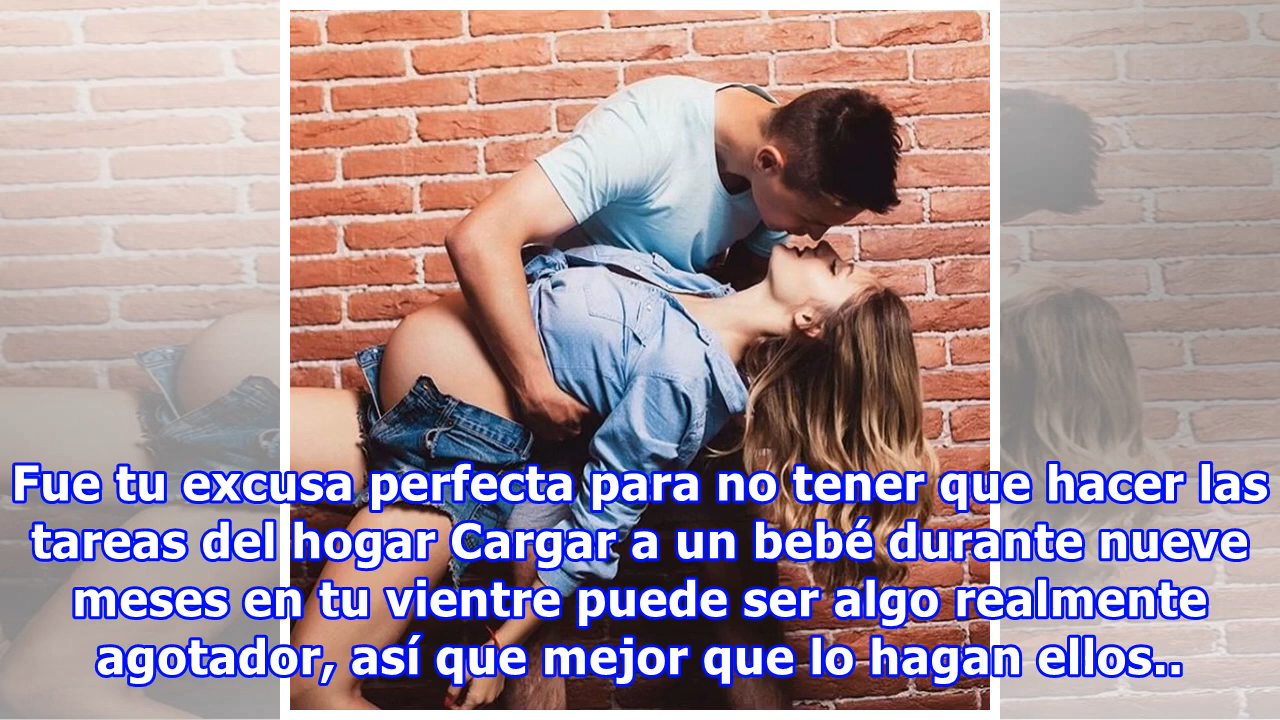 Fue tu excusa perfecta para no tener que hacer las
tareas del hogar Cargar a un bebé durante nueve
meses en tu vientre puede ser algo realmente
agotador, así que mejor que lo hagan ellos..